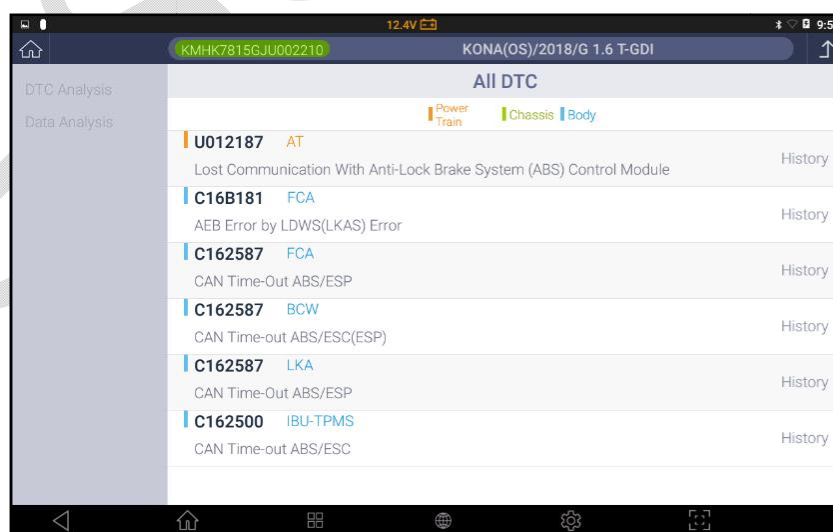 12.4V
9:5
KMHK7815GJU002210
KONA(OS)/2018/G 1.6 T-GDI
DTC Analysis
Data Analysis
All DTC
Power Train
Chassis
Body
U012187 AT
Lost Communication With Anti-Lock Brake System (ABS) Control Module
History
C16B181 FCA
AEB Error by LDWS(LKAS) Error
History
C162587 FCA
CAN Time-Out ABS/ESP
History
C162587 BCW
CAN Time-out ABS/ESC(ESP)
History
C162587 LKA
CAN Time-Out ABS/ESP
History
C162500 IBU-TPMS
CAN Time-out ABS/ESC
History